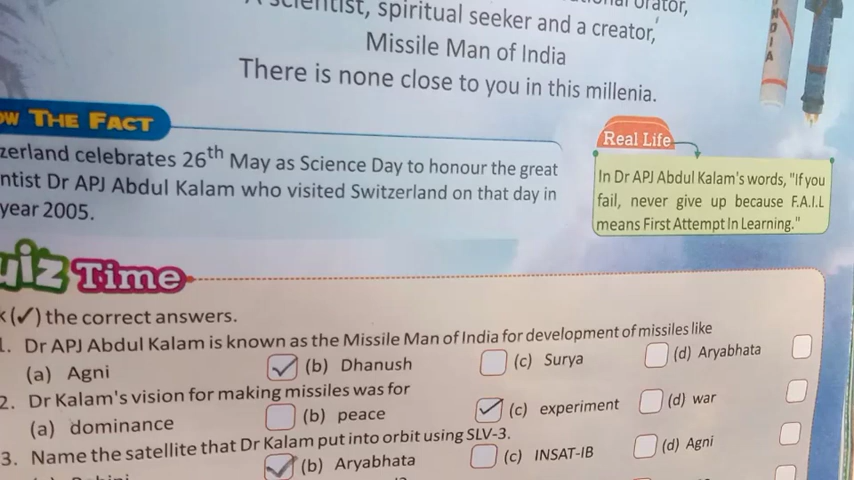 scientist, spiritual seeker and a creator,
Missile Man of India
There is none close to you in this millenia.
INDIA
OW THE FACT
zerland celebrates 26th May as Science Day to honour the great
ntist Dr APJ Abdul Kalam who visited Switzerland on that day in
year 2005.
Real Life
In Dr APJ Abdul Kalam's words, "If you
fail, never give up because F.A.I.L
means First Attempt In Learning."
uiz Time
k (✓) the correct answers.
1. Dr APJ Abdul Kalam is known as the Missile Man of India for development of missiles like
(a) Agni (b) Dhanush (c) Surya (d) Aryabhata
2. Dr Kalam's vision for making missiles was for
(a) dominance (b) peace (c) experiment (d) war
3. Name the satellite that Dr Kalam put into orbit using SLV-3.
(b) Aryabhata (c) INSAT-IB (d) Agni